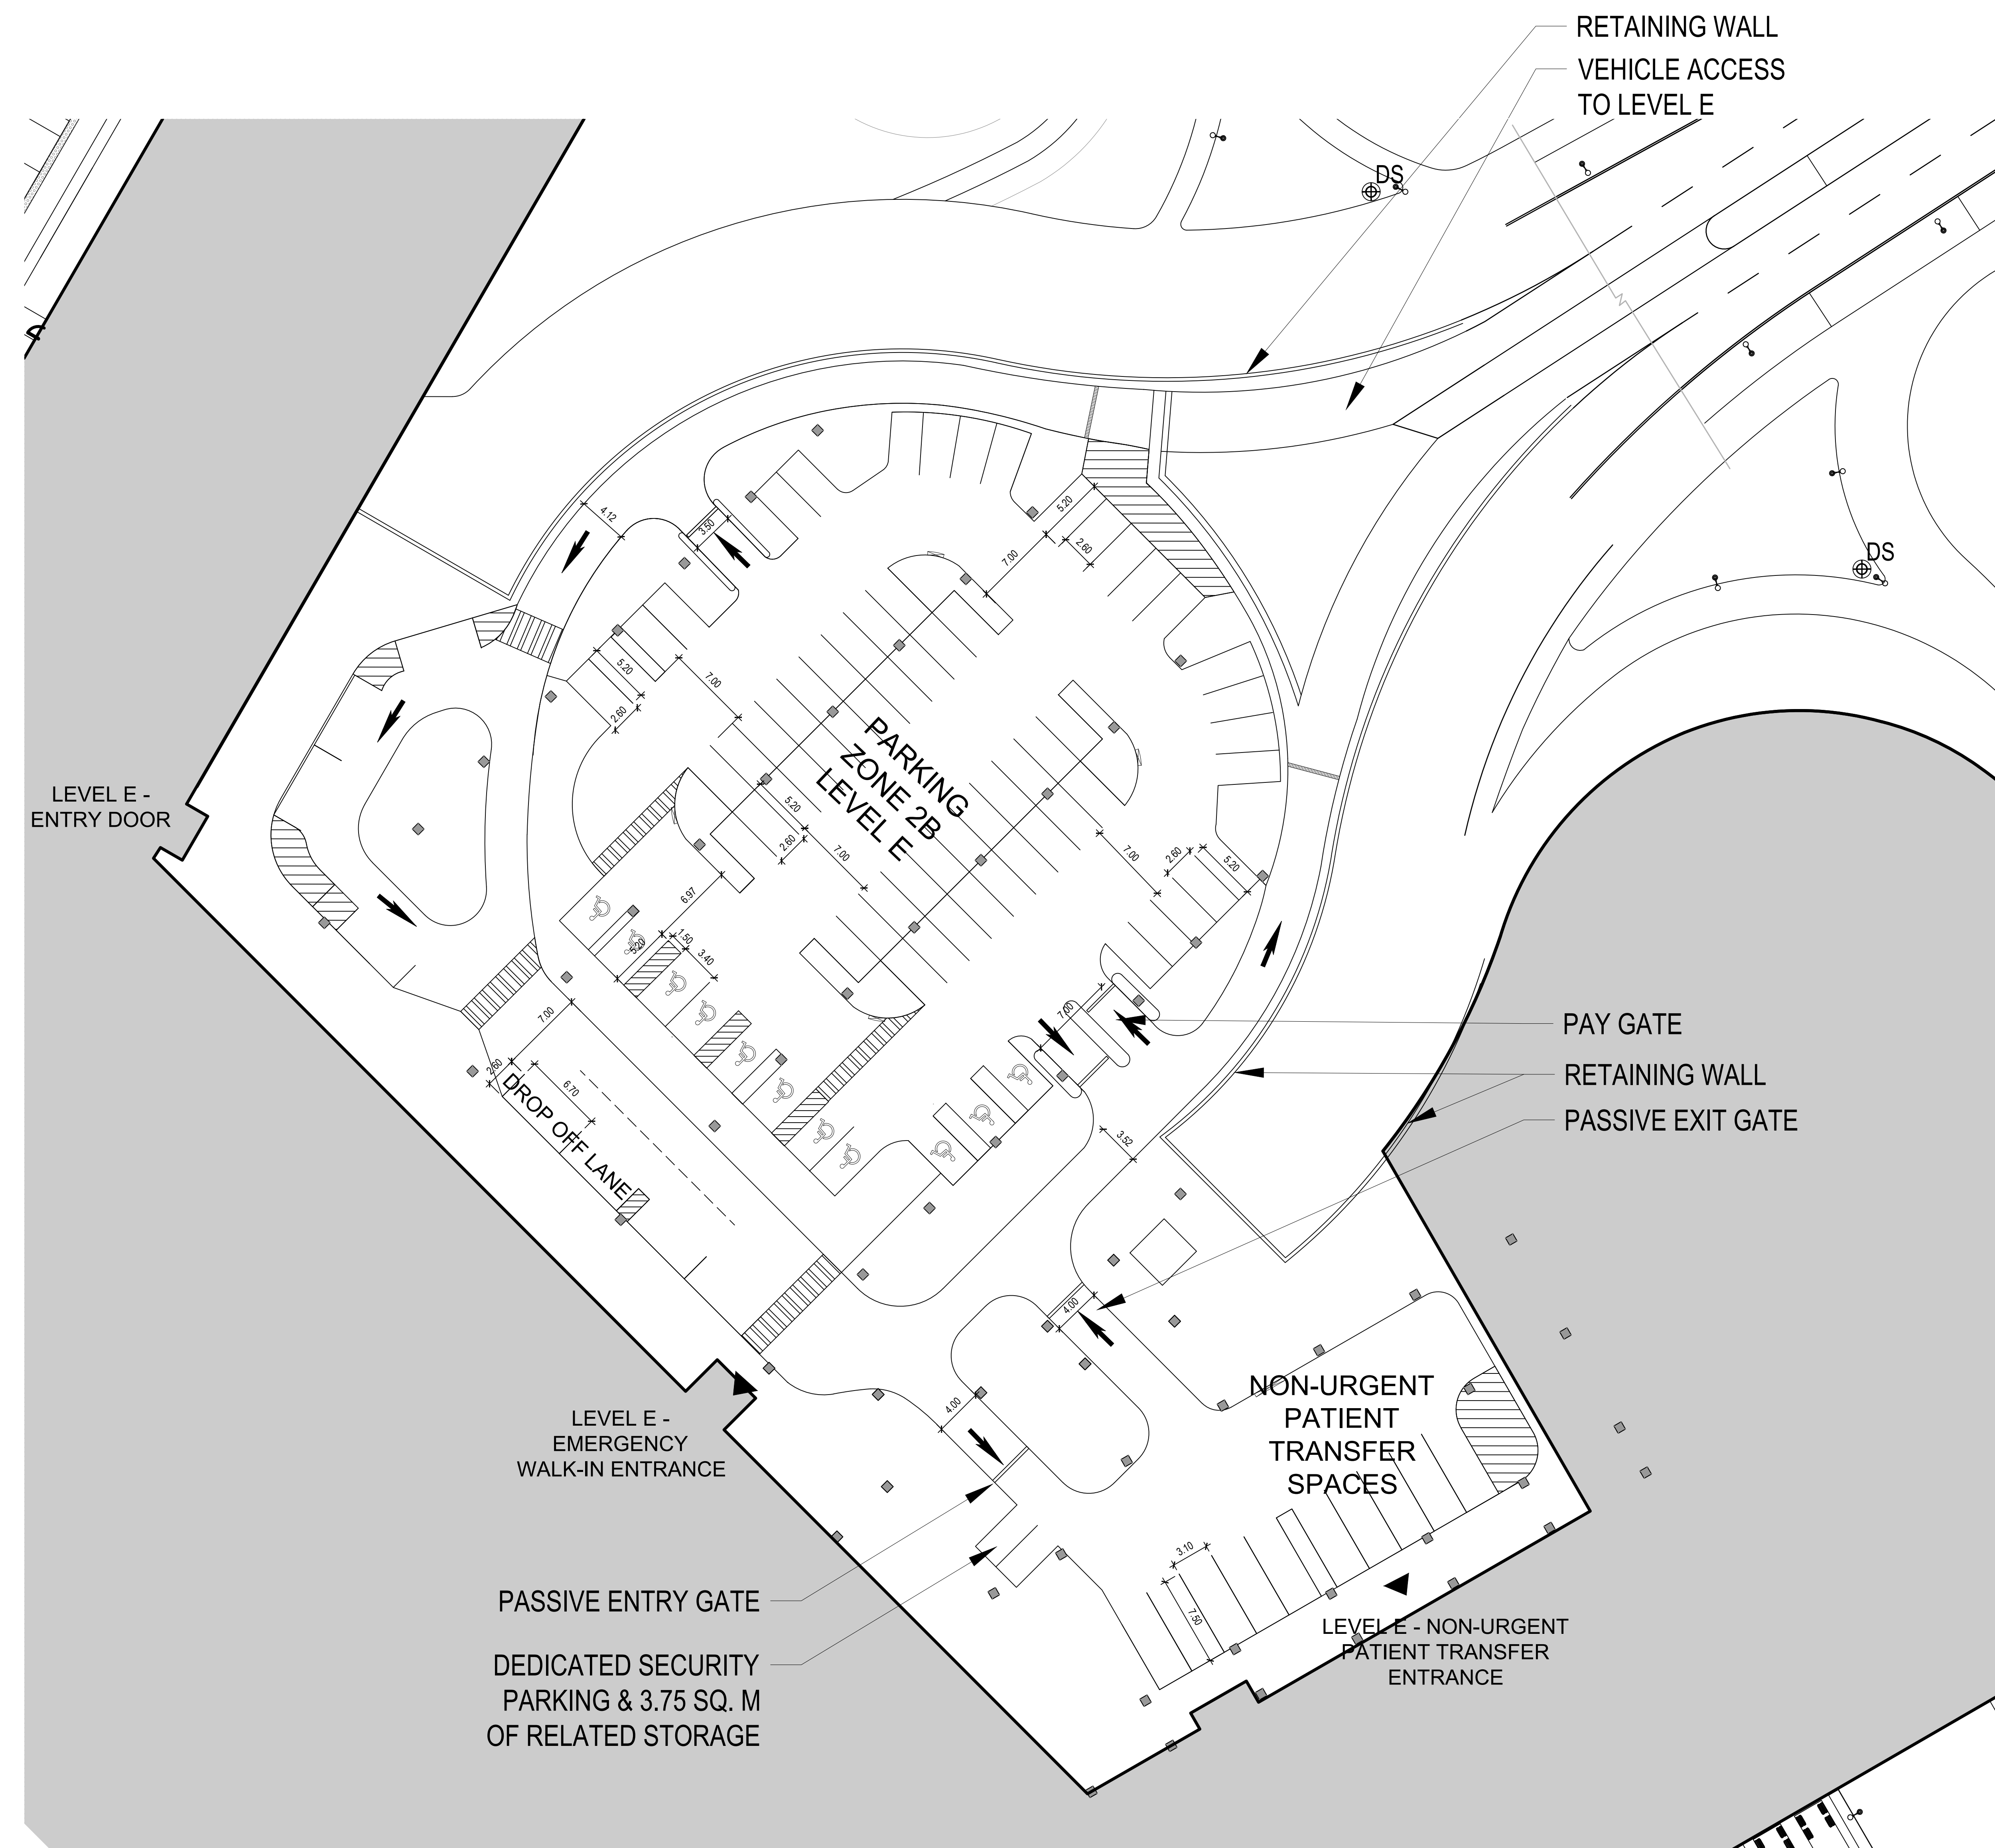 RETAINING WALL
VEHICLE ACCESS
TO LEVEL E
DS
DS
4.12
3.50
5.20
2.60
7.00
5.20
2.60
7.00
PARKING
ZONE 2B
LEVEL E
LEVEL E -
ENTRY DOOR
5.20
2.60
7.00
7.00
2.60
5.20
6.97
5.20
1.50
3.40
7.00
7.00
2.60
6.70
DROP OFF LANE
3.52
PAY GATE
RETAINING WALL
PASSIVE EXIT GATE
4.00
4.00
NON-URGENT
PATIENT
TRANSFER
SPACES
LEVEL E -
EMERGENCY
WALK-IN ENTRANCE
3.10
7.50
PASSIVE ENTRY GATE
DEDICATED SECURITY
PARKING & 3.75 SQ. M
OF RELATED STORAGE
LEVEL E - NON-URGENT
PATIENT TRANSFER
ENTRANCE